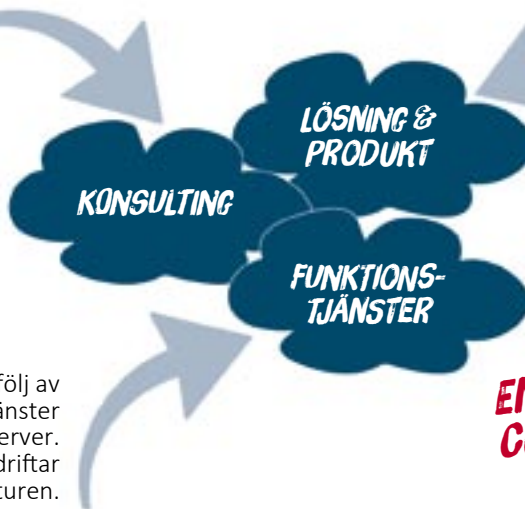 LÖSNING &
PRODUKT
KONSULTING
FUNKTIONS-
TJÄNSTER
följ av
änster
erver.
driftar
turen.